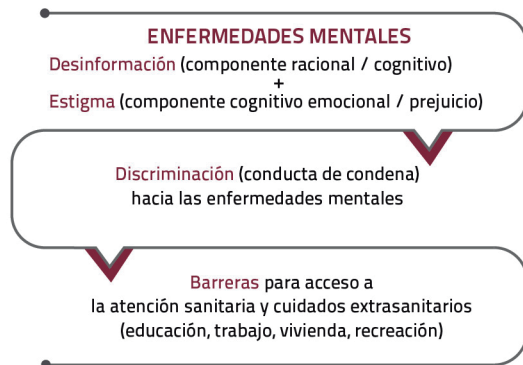 ENFERMEDADES MENTALES
Desinformación (componente racional / cognitivo)
+
Estigma (componente cognitivo emocional / prejuicio)
Discriminación (conducta de condena)
hacia las enfermedades mentales
Barreras para acceso a
la atención sanitaria y cuidados extrasanitarios
(educación, trabajo, vivienda, recreación)